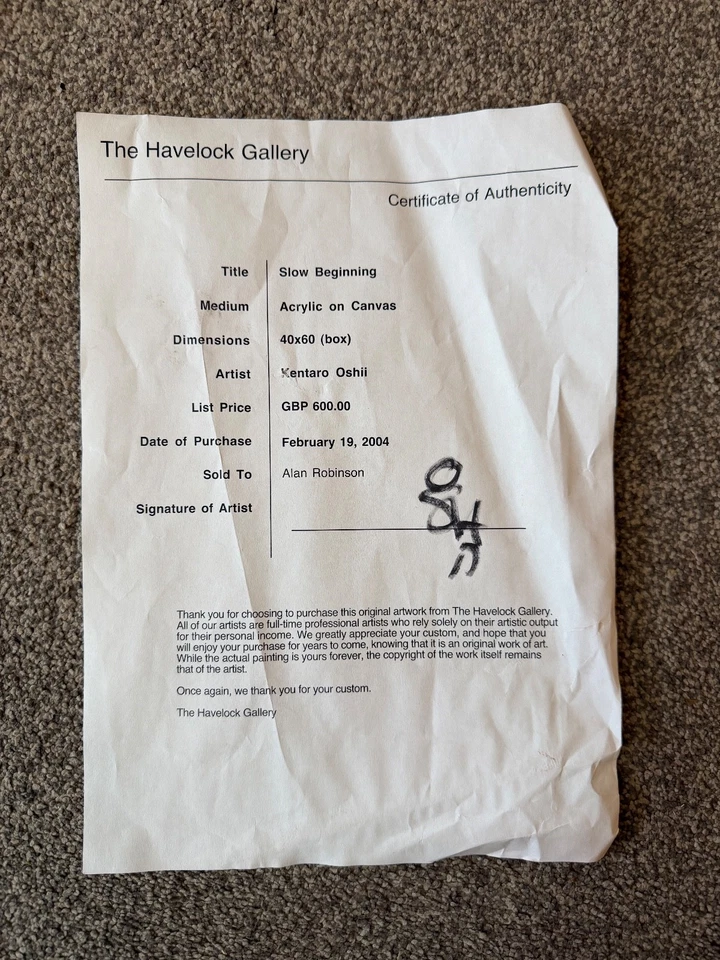 The Havelock Gallery
Certificate of Authenticity
Title Slow Beginning
Medium Acrylic on Canvas
Dimensions 40x60 (box)
Artist Kentaro Oshii
List Price GBP 600.00
Date of Purchase February 19, 2004
Sold To Alan Robinson
Signature of Artist
Thank you for choosing to purchase this original artwork from The Havelock Gallery.
All of our artists are full-time professional artists who rely solely on their artistic output
for their personal income. We greatly appreciate your custom, and hope that you
will enjoy your purchase for years to come, knowing that it is an original work of art.
While the actual painting is yours forever, the copyright of the work itself remains
that of the artist.
Once again, we thank you for your custom.
The Havelock Gallery